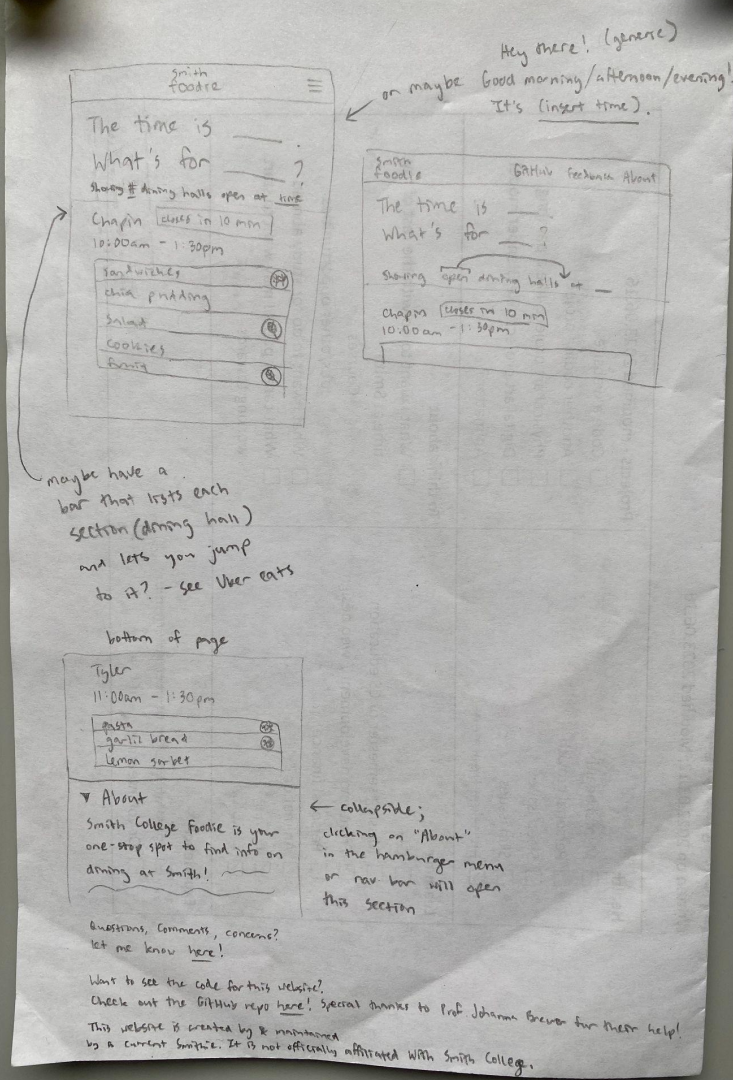 Hey there! (generic)
or maybe Good morning/afternoon/evening!
It's (insert time).
Smith
foodie
The time is ___.
What's for ___?
showing # dining halls open at time
Chapin closes in 10 min
10:00am - 1:30pm
sandwiches
chia pudding
salad
cookies
Smith
foodie
GitHub Feedback About
The time is ___.
What's for ___?
showing open dining halls at __
Chapin closes in 10 min
10:00am - 1:30pm
maybe have a
bar that lists each
section (dining hall)
and lets you jump
to it? - see Uber eats
bottom of page
Tyler
11:00am - 1:30pm
pasta
garlic bread
lemon sorbet
▼ About
Smith College Foodie is your
one-stop spot to find info on
dining at Smith!
← collapsible;
clicking on "About"
in the hamburger menu
or nav bar will open
this section
Questions, comments, concerns?
Let me know here!
Want to see the code for this website?
Check out the GitHub repo here! Special thanks to Prof Johanna Brewer for their help!
This website is created by & maintained
by a current Smithie. It is not officially affiliated with Smith College.